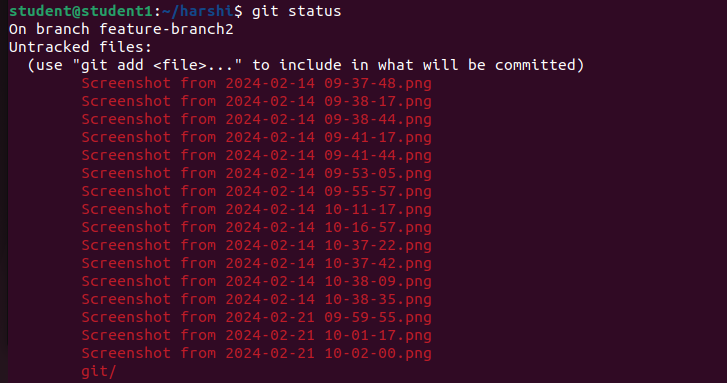 student@student1:~/harshi$ git status
On branch feature-branch2
Untracked files:
  (use "git add <file>..." to include in what will be committed)
        Screenshot from 2024-02-14 09-37-48.png
        Screenshot from 2024-02-14 09-38-17.png
        Screenshot from 2024-02-14 09-38-44.png
        Screenshot from 2024-02-14 09-41-17.png
        Screenshot from 2024-02-14 09-41-44.png
        Screenshot from 2024-02-14 09-53-05.png
        Screenshot from 2024-02-14 09-55-57.png
        Screenshot from 2024-02-14 10-11-17.png
        Screenshot from 2024-02-14 10-16-57.png
        Screenshot from 2024-02-14 10-37-22.png
        Screenshot from 2024-02-14 10-37-42.png
        Screenshot from 2024-02-14 10-38-09.png
        Screenshot from 2024-02-14 10-38-35.png
        Screenshot from 2024-02-21 09-59-55.png
        Screenshot from 2024-02-21 10-01-17.png
        Screenshot from 2024-02-21 10-02-00.png
        git/